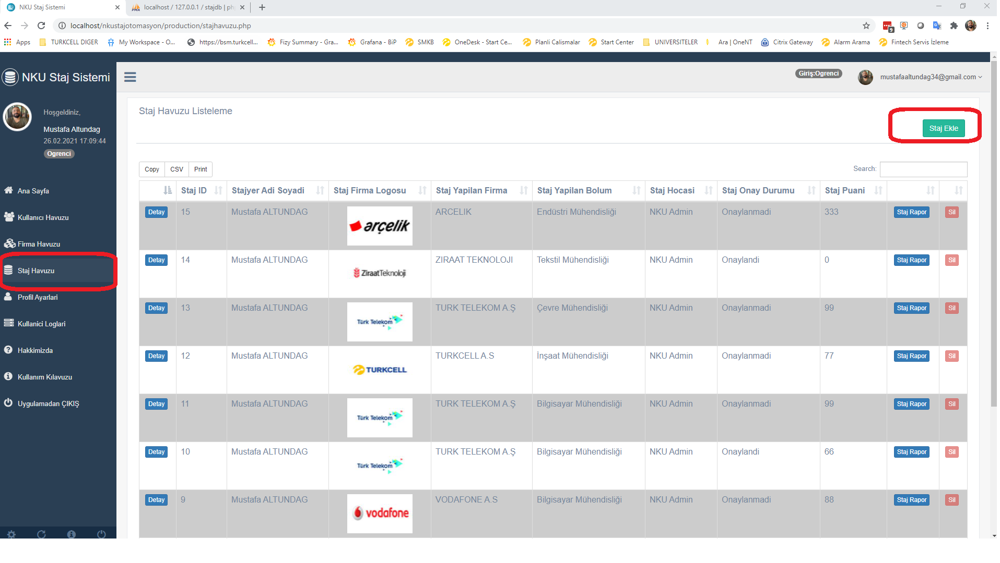 NKU Staj Sistemi
localhost / 127.0.0.1 / stajdb | ph
localhost/nkustajotomasyon/production/stajhavuzu.php
9
Apps TURKCELL DIGER My Workspace - O... https://bsm.turkcell... Fizy Summary - Gra... Grafana - BiP SMKB OneDesk - Start Ce... Planli Calismalar Start Center UNIVERSITELER Ara | OneNT Citrix Gateway Alarm Arama Fintech Servis İzleme
NKU Staj Sistemi
Giriş:Ogrenci
mustafaaltundag34@gmail.com
Hoşgeldiniz,
Mustafa Altundag
26.02.2021 17:09:44
Ogrenci
Ana Sayfa
Kullanıcı Havuzu
Firma Havuzu
Staj Havuzu
Profil Ayarlari
Kullanici Loglari
Hakkimizda
Kullanım Kılavuzu
Uygulamadan ÇIKIŞ
Staj Havuzu Listeleme
Staj Ekle
Copy CSV Print
Search:
Staj ID Stajyer Adi Soyadi Staj Firma Logosu Staj Yapilan Firma Staj Yapilan Bolum Staj Hocasi Staj Onay Durumu Staj Puani
Detay 15 Mustafa ALTUNDAG arçelik ARCELIK Endüstri Mühendisliği NKU Admin Onaylanmadi 333 Staj Rapor Sil
Detay 14 Mustafa ALTUNDAG ZiraatTeknoloji ZIRAAT TEKNOLOJI Tekstil Mühendisliği NKU Admin Onaylandi 0 Staj Rapor Sil
Detay 13 Mustafa ALTUNDAG Türk Telekom TURK TELEKOM A.Ş Çevre Mühendisliği NKU Admin Onaylanmadi 99 Staj Rapor Sil
Detay 12 Mustafa ALTUNDAG TURKCELL TURKCELL A.S İnşaat Mühendisliği NKU Admin Onaylanmadi 77 Staj Rapor Sil
Detay 11 Mustafa ALTUNDAG Türk Telekom TURK TELEKOM A.Ş Bilgisayar Mühendisliği NKU Admin Onaylanmadi 99 Staj Rapor Sil
Detay 10 Mustafa ALTUNDAG Türk Telekom TURK TELEKOM A.Ş Bilgisayar Mühendisliği NKU Admin Onaylandi 66 Staj Rapor Sil
Detay 9 Mustafa ALTUNDAG vodafone VODAFONE A.S Bilgisayar Mühendisliği NKU Admin Onaylanmadi 88 Staj Rapor Sil